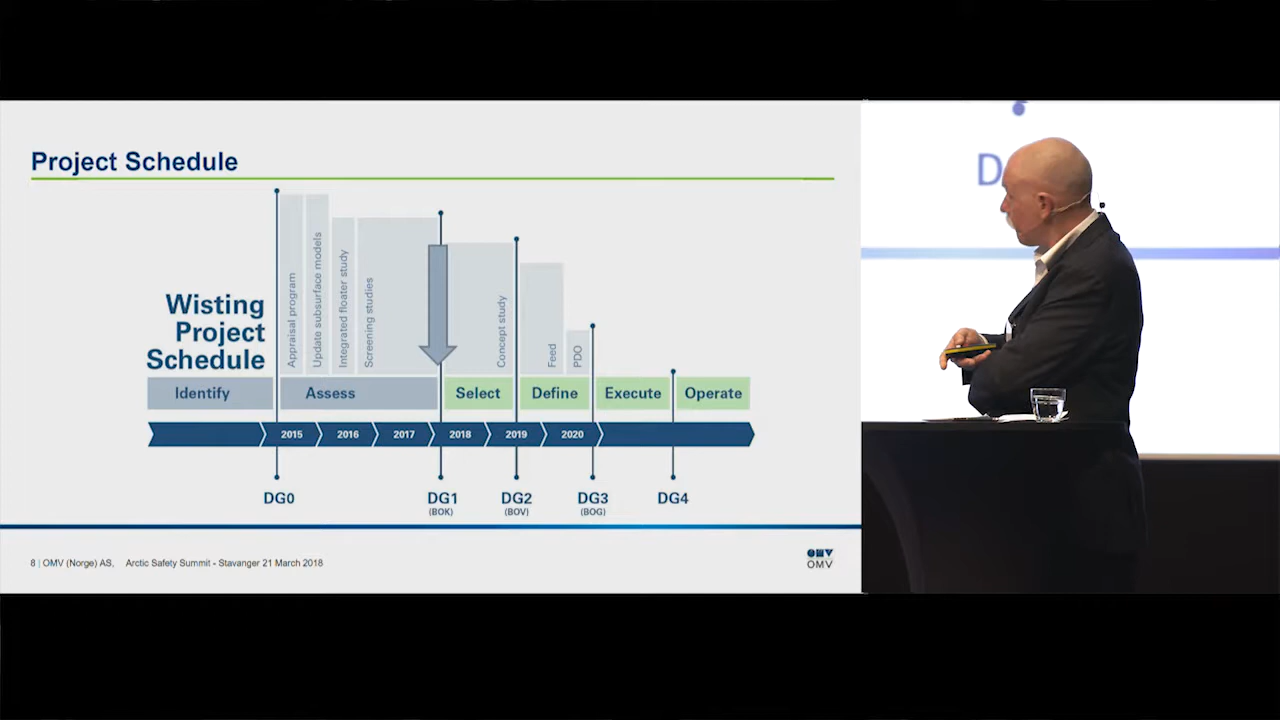 Project Schedule
Wisting
Project
Schedule
Appraisal program
Update subsurface models
Integrated floater study
Screening studies
Concept study
Feed
PDO
Identify
Assess
Select
Define
Execute
Operate
2015
2016
2017
2018
2019
2020
DG0
DG1
(BOK)
DG2
(BOV)
DG3
(BOG)
DG4
8 | OMV (Norge) AS, Arctic Safety Summit - Stavanger 21 March 2018
OMV
OMV
D